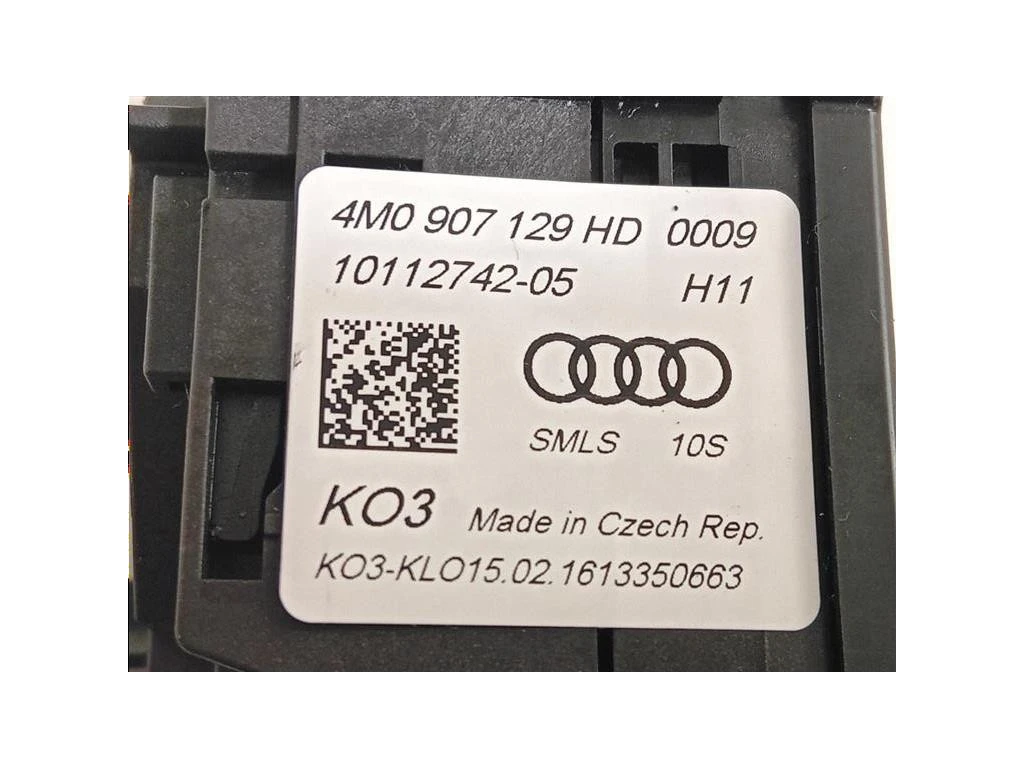 4M0 907 129 HD 0009
10112742-05 H11
SMLS 10S
KO3 Made in Czech Rep.
KO3-KLO15.02.1613350663